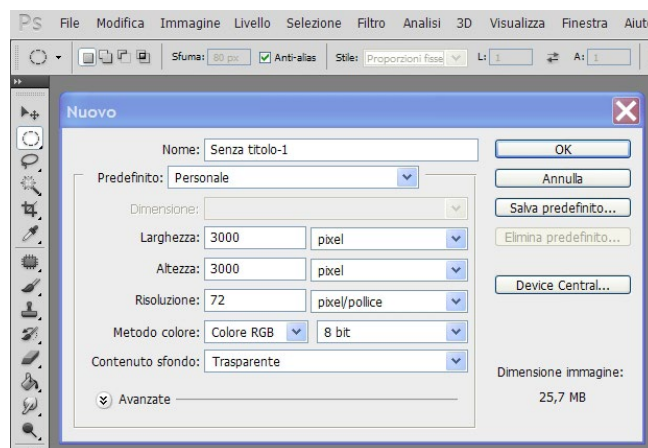 Ps File Modifica Immagine Livello Selezione Filtro Analisi 3D Visualizza Finestra Aiut
Sfuma: 80 px Anti-alias Stile: Proporzioni fisse L: 1 A: 1
Nuovo
Nome: Senza titolo-1 OK
Predefinito: Personale Annulla
Dimensione: Salva predefinito...
Larghezza: 3000 pixel Elimina predefinito...
Altezza: 3000 pixel
Risoluzione: 72 pixel/pollice Device Central...
Metodo colore: Colore RGB 8 bit
Contenuto sfondo: Trasparente
Dimensione immagine:
Avanzate 25,7 MB